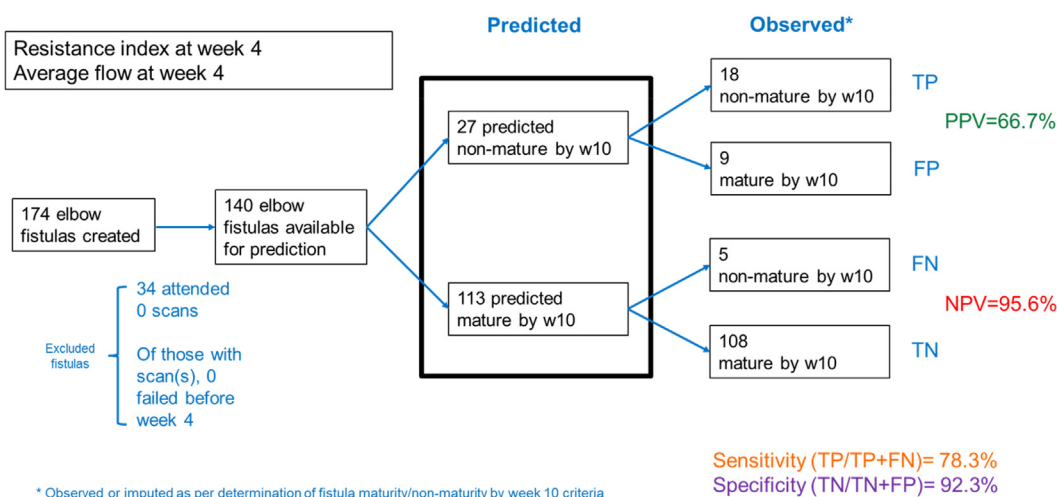 Predicted
Observed*
Resistance index at week 4
Average flow at week 4
18
non-mature by w10
TP
27 predicted
non-mature by w10
PPV=66.7%
9
mature by w10
FP
174 elbow
fistulas created
140 elbow
fistulas available
for prediction
5
non-mature by w10
FN
113 predicted
mature by w10
NPV=95.6%
108
mature by w10
TN
Excluded
fistulas
34 attended
0 scans
Of those with
scan(s), 0
failed before
week 4
Sensitivity (TP/TP+FN)= 78.3%
Specificity (TN/TN+FP)= 92.3%
* Observed or imputed as per determination of fistula maturity/non-maturity by week 10 criteria